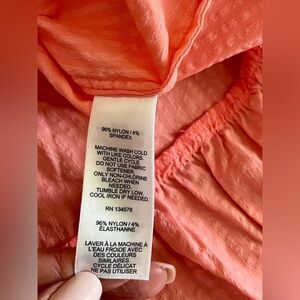 96% NYLON / 4%
SPANDEX
MACHINE WASH COLD
WITH LIKE COLORS.
GENTLE CYCLE.
DO NOT USE FABRIC
SOFTENER.
ONLY NON-CHLORINE
BLEACH WHEN
NEEDED.
TUMBLE DRY LOW.
COOL IRON IF NEEDED.
RN 134578
96% NYLON / 4%
ÉLASTHANNE
LAVER À LA MACHINE À
L'EAU FROIDE AVEC
DES COULEURS
SIMILAIRES.
CYCLE DÉLICAT
NE PAS UTILISER